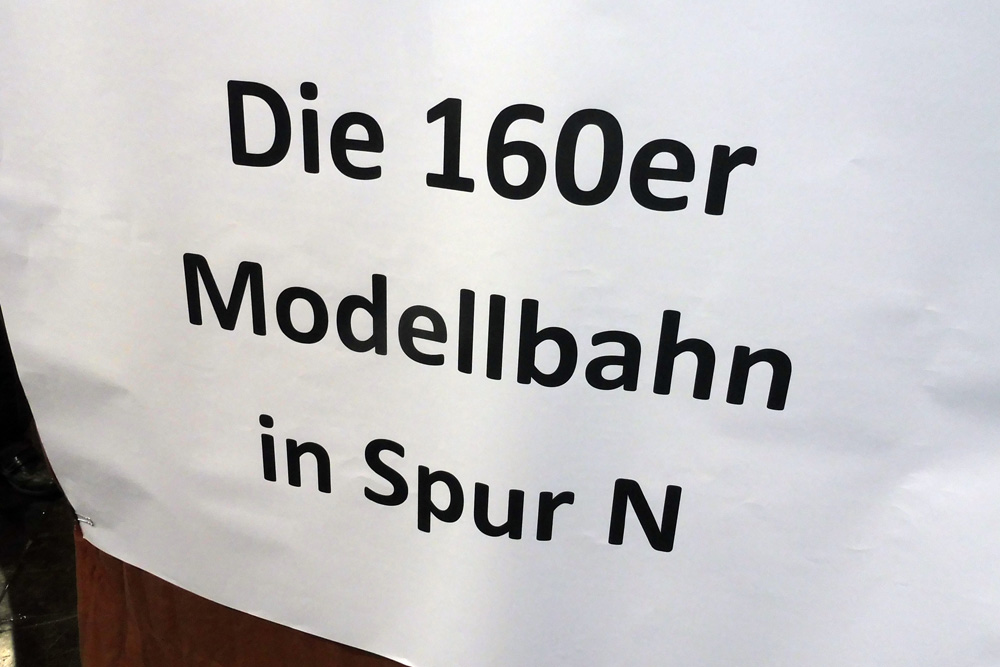 Die 160er
Modellbahn
in Spur N